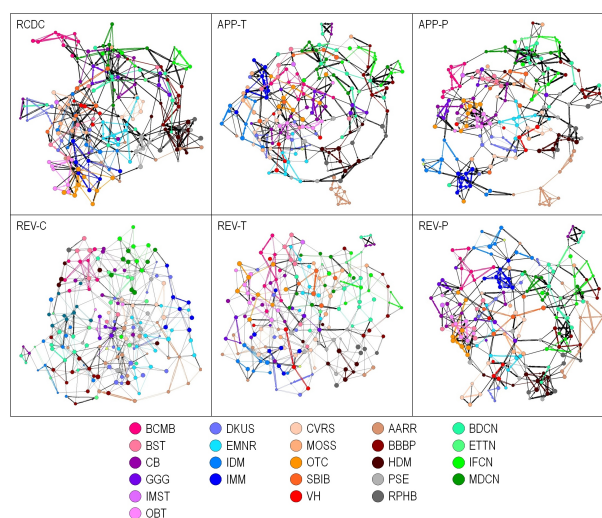 RCDC
APP-T
APP-P
REV-C
REV-T
REV-P
BCMB
DKUS
CVRS
AARR
BDCN
BST
EMNR
MOSS
BBBP
ETTN
CB
IDM
OTC
HDM
IFCN
GGG
IMM
SBIB
PSE
MDCN
IMST
VH
RPHB
OBT